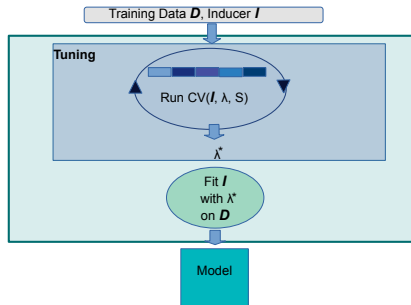 Training Data D, Inducer I
Tuning
Run CV(I, λ, S)
λ*
Fit I
with λ*
on D
Model